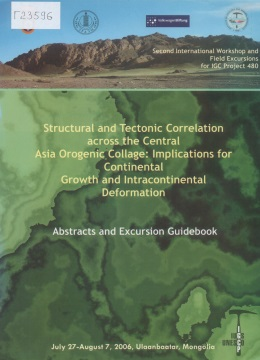 F23596
VolkswagenStiftung
Second International Workshop and
Field Excursions
for IGC Project 480
Structural and Tectonic Correlation
across the Central
Asia Orogenic Collage: Implications for
Continental
Growth and Intracontinental
Deformation
Abstracts and Excursion Guidebook
July 27-August 7, 2006, Ulaanbaatar, Mongolia